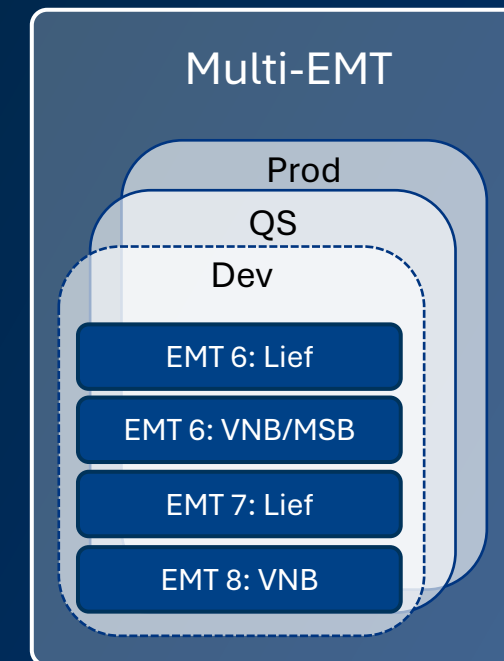 Multi-EMT
Prod
QS
Dev
EMT 6: Lief
EMT 6: VNB/MSB
EMT 7: Lief
EMT 8: VNB